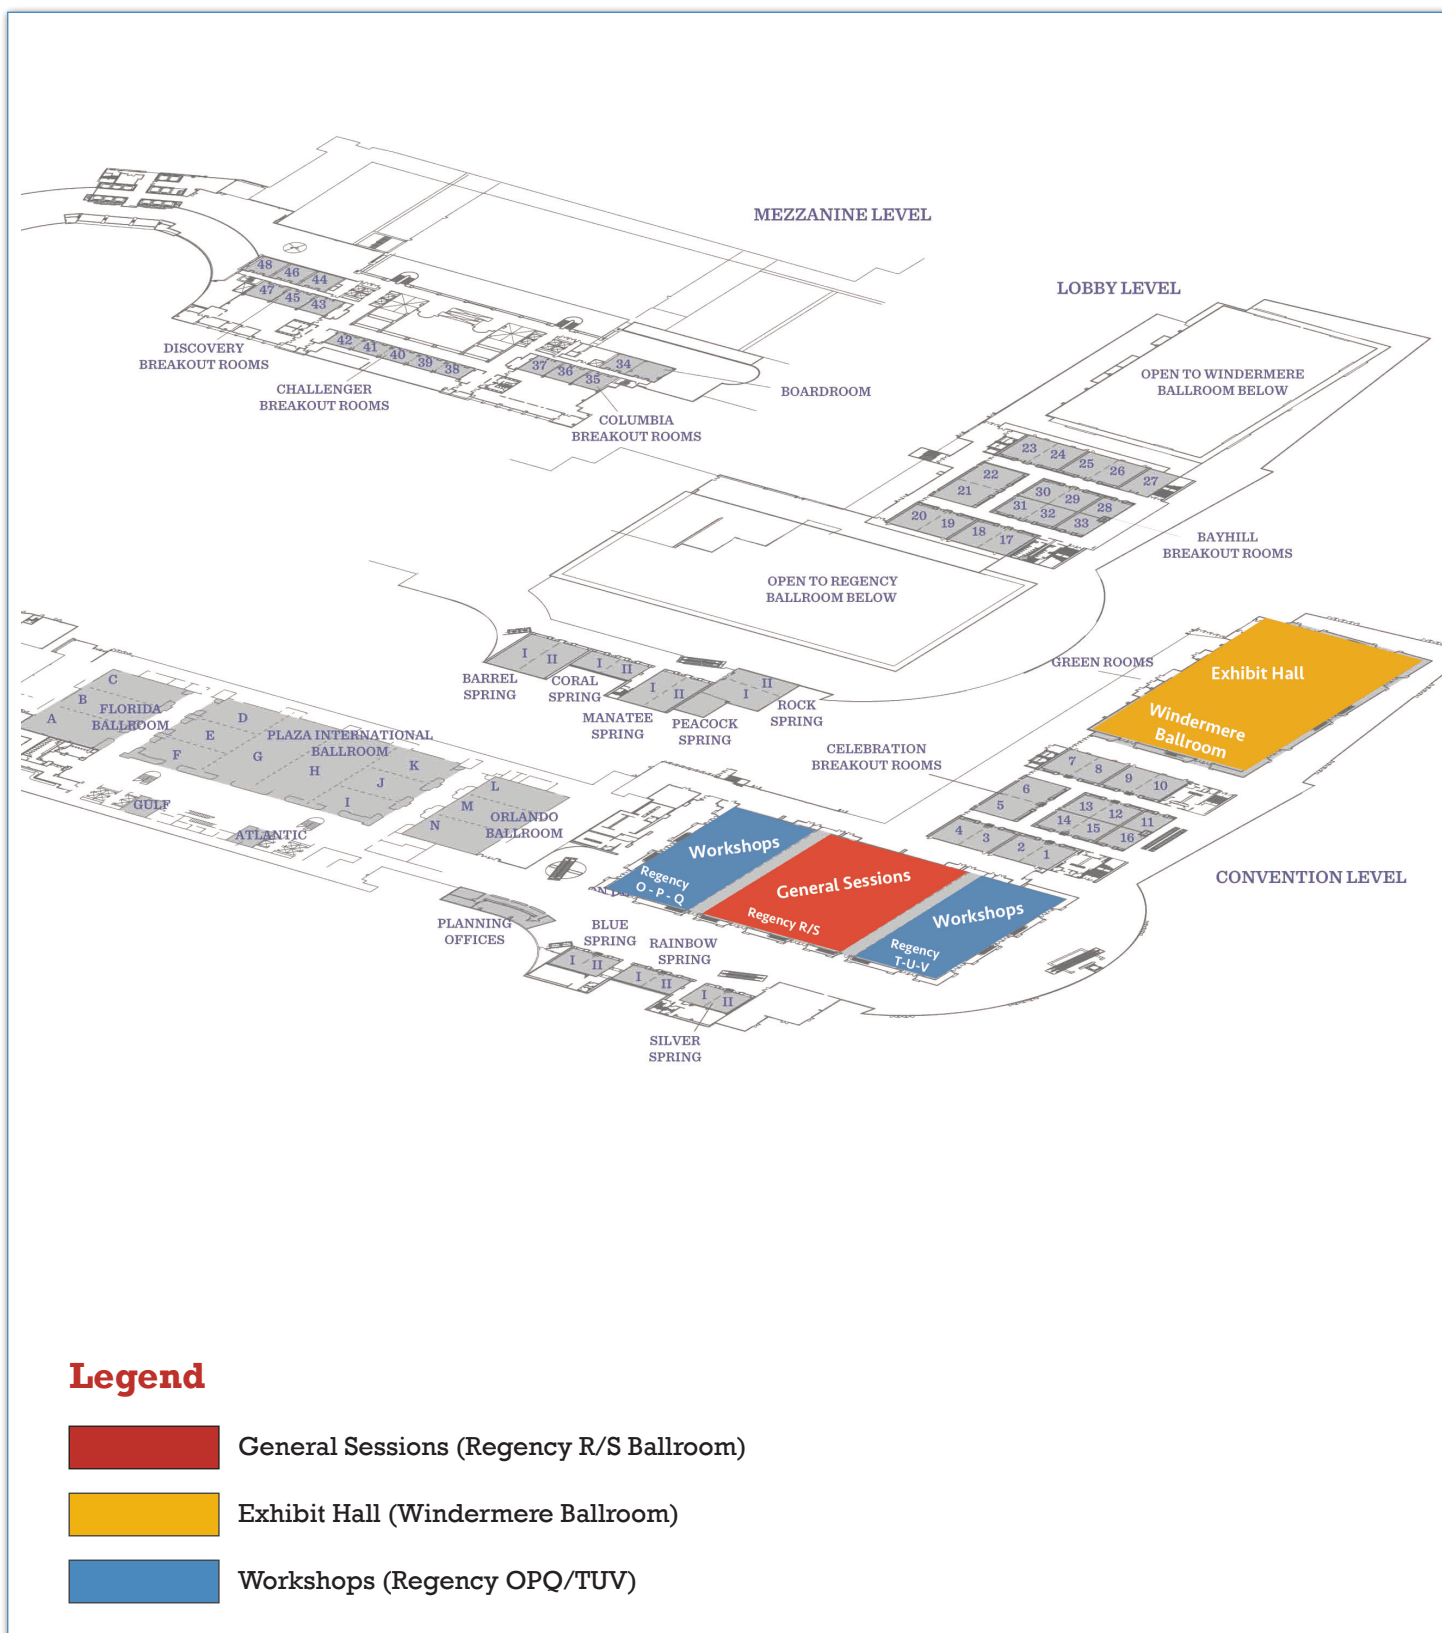 MEZZANINE LEVEL
48
46
44
47
45
43
DISCOVERY
BREAKOUT ROOMS
42
41
40
39
38
CHALLENGER
BREAKOUT ROOMS
37
36
35
34
BOARDROOM
COLUMBIA
BREAKOUT ROOMS
LOBBY LEVEL
OPEN TO WINDERMERE
BALLROOM BELOW
23
24
25
26
27
22
21
30
29
28
31
32
33
20
19
18
17
BAYHILL
BREAKOUT ROOMS
OPEN TO REGENCY
BALLROOM BELOW
I
II
BARREL
SPRING
I
II
CORAL
SPRING
I
II
MANATEE
SPRING
PEACOCK
SPRING
II
I
ROCK
SPRING
GREEN ROOMS
Exhibit Hall
Windermere
Ballroom
CELEBRATION
BREAKOUT ROOMS
7
8
9
10
6
5
13
12
11
14
15
16
4
3
2
1
CONVENTION LEVEL
C
B
A
FLORIDA
BALLROOM
D
E
F
G
H
K
J
I
PLAZA INTERNATIONAL
BALLROOM
GULF
ATLANTIC
L
M
N
ORLANDO
BALLROOM
Workshops
Regency
O - P - Q
General Sessions
Regency R/S
Workshops
Regency
T-U-V
PLANNING
OFFICES
BLUE
SPRING
I
II
RAINBOW
SPRING
I
II
I
II
SILVER
SPRING
Legend
General Sessions (Regency R/S Ballroom)
Exhibit Hall (Windermere Ballroom)
Workshops (Regency OPQ/TUV)